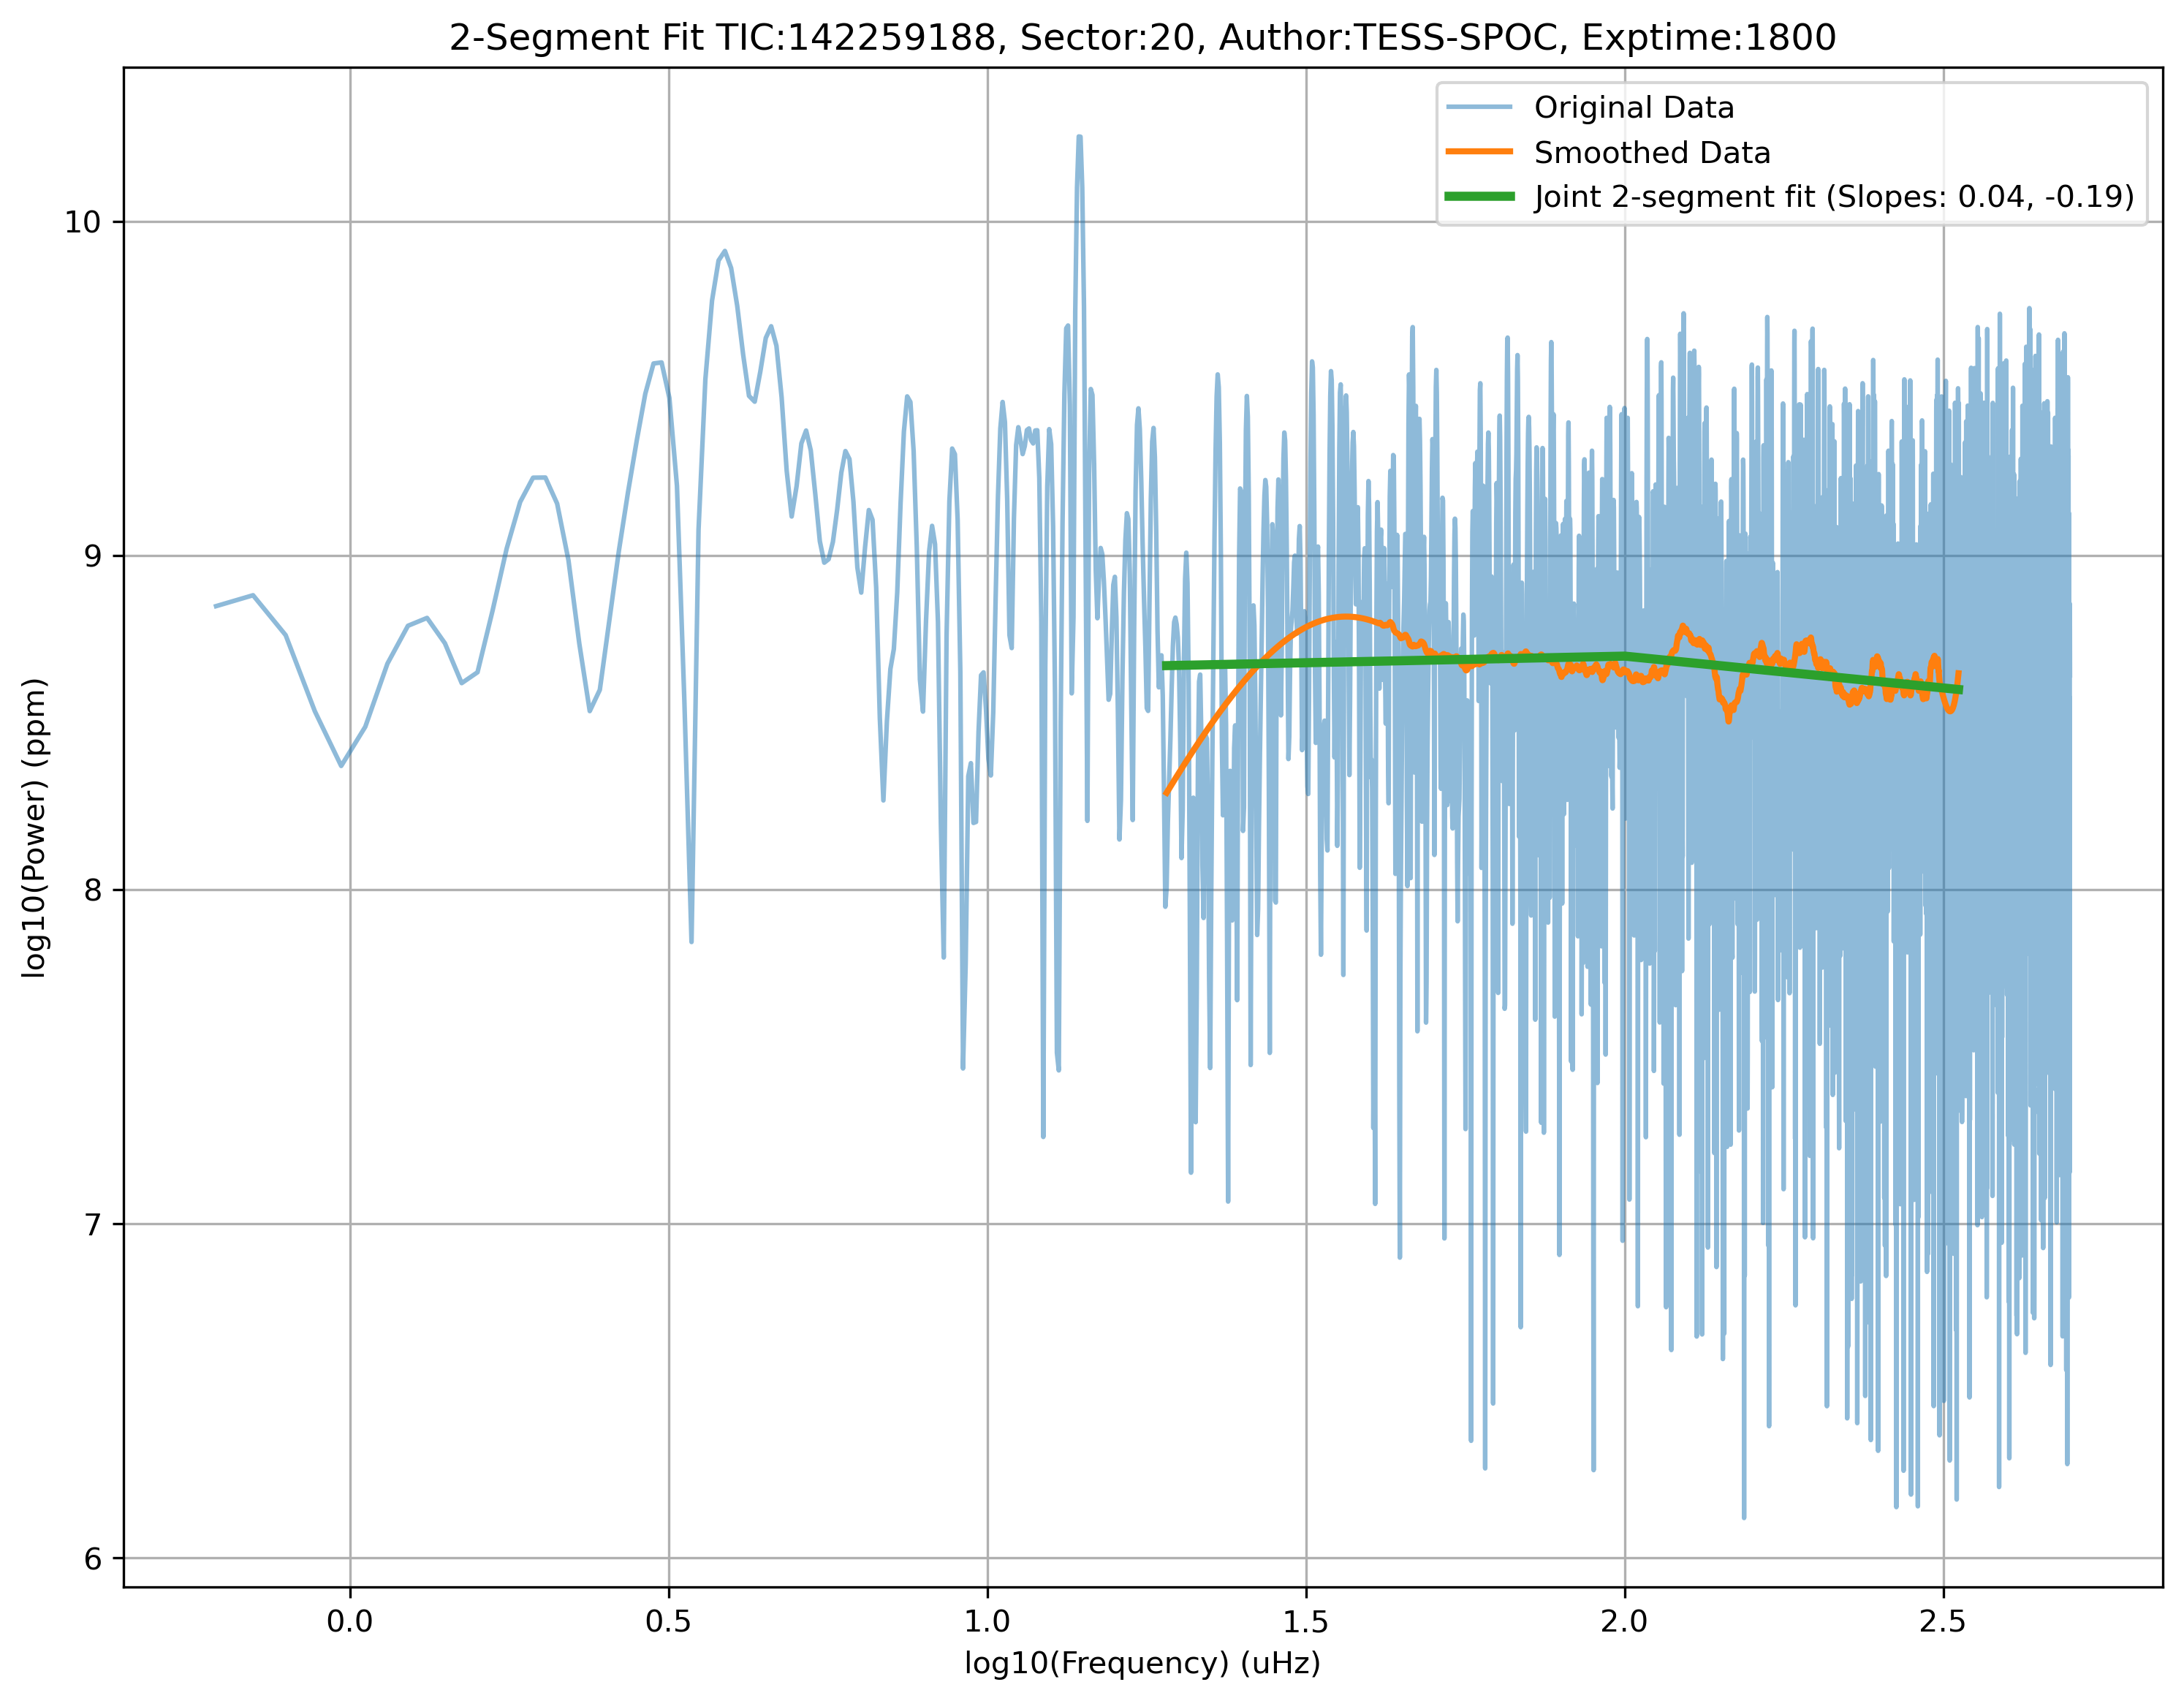 2-Segment Fit TIC:142259188, Sector:20, Author:TESS-SPOC, Exptime:1800
Original Data
Smoothed Data
Joint 2-segment fit (Slopes: 0.04, -0.19)
log10(Power) (ppm)
10
9
8
7
6
0.0 0.5 1.0 1.5 2.0 2.5
log10(Frequency) (uHz)